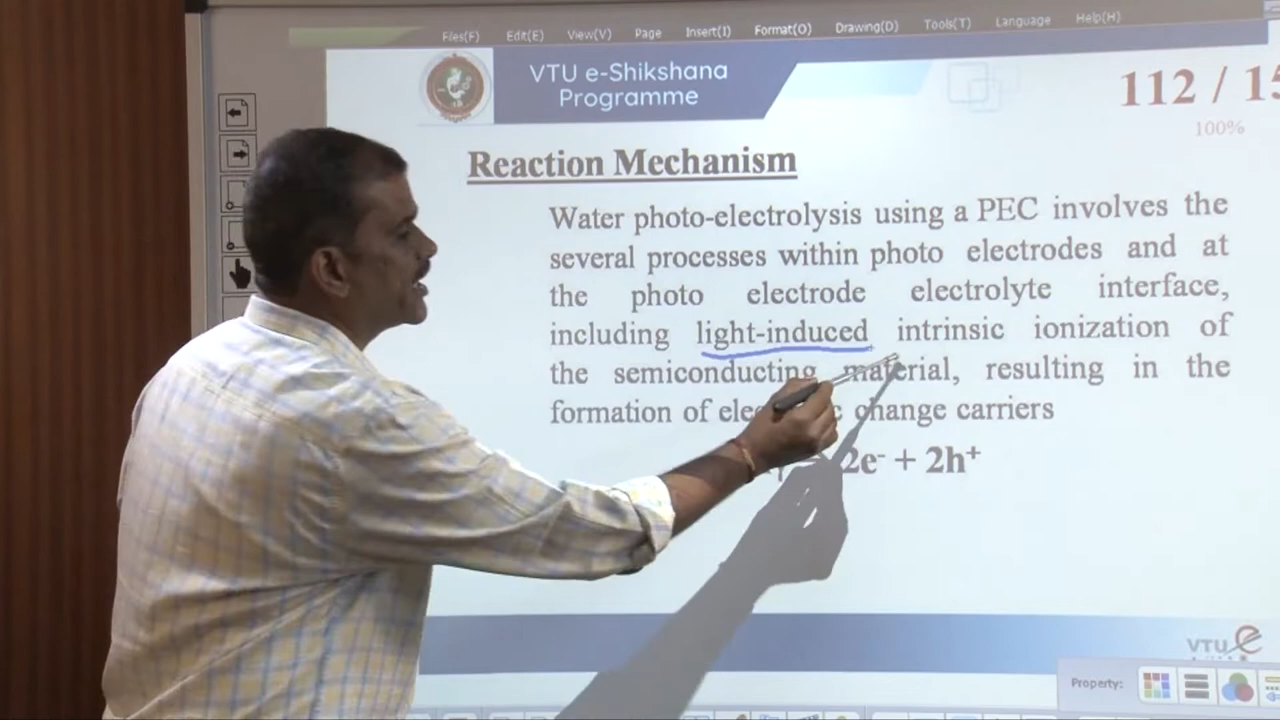 Files(F) Edit(E) View(V) Page Insert(I) Format(O) Drawing(D) Tools(T) Language Help(H)
VTU e-Shikshana
Programme
112 / 15
100%
Reaction Mechanism
Water photo-electrolysis using a PEC involves the
several processes within photo electrodes and at
the photo electrode electrolyte interface,
including light-induced intrinsic ionization of
the semiconducting material, resulting in the
formation of change carriers
2e⁻ + 2h⁺
VTU e
Property: